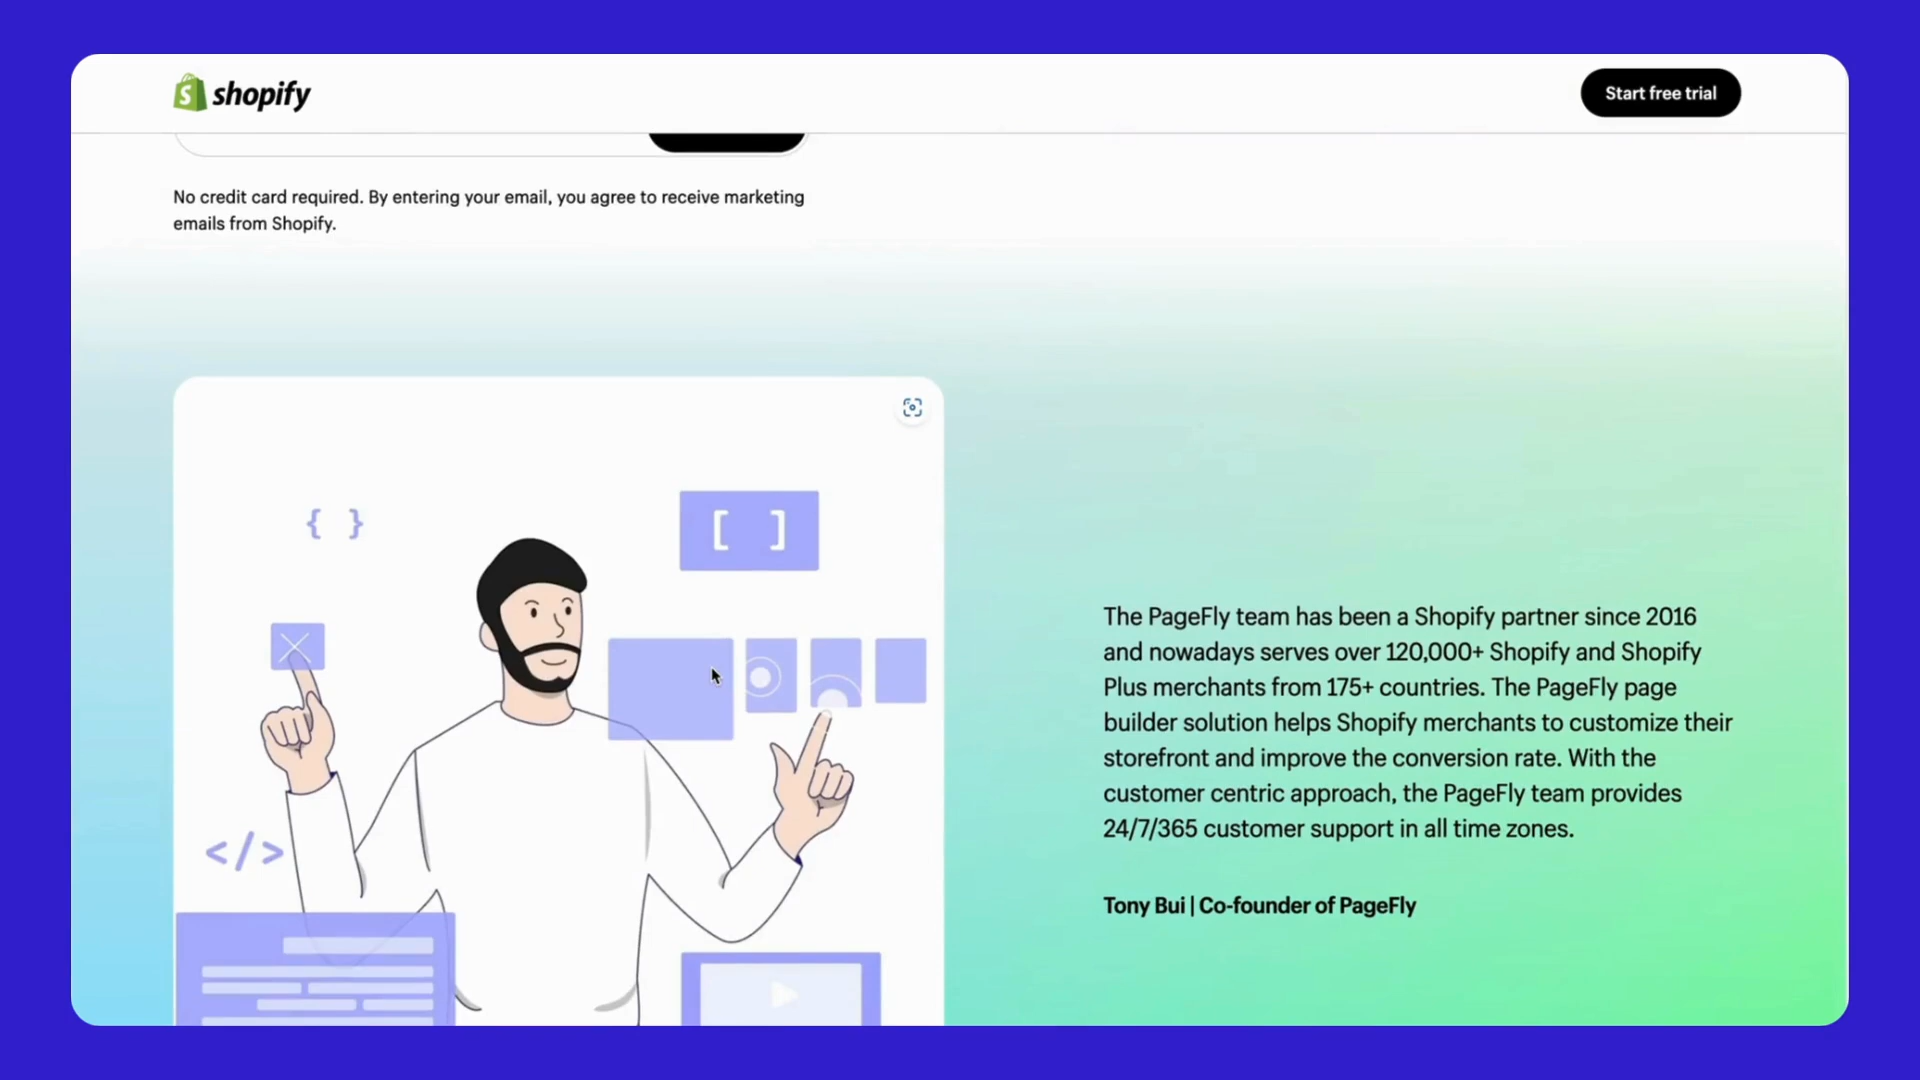 shopify
Start free trial
No credit card required. By entering your email, you agree to receive marketing
emails from Shopify.
{ }
[ ]
</>
The PageFly team has been a Shopify partner since 2016
and nowadays serves over 120,000+ Shopify and Shopify
Plus merchants from 175+ countries. The PageFly page
builder solution helps Shopify merchants to customize their
storefront and improve the conversion rate. With the
customer centric approach, the PageFly team provides
24/7/365 customer support in all time zones.
Tony Bui | Co-founder of PageFly